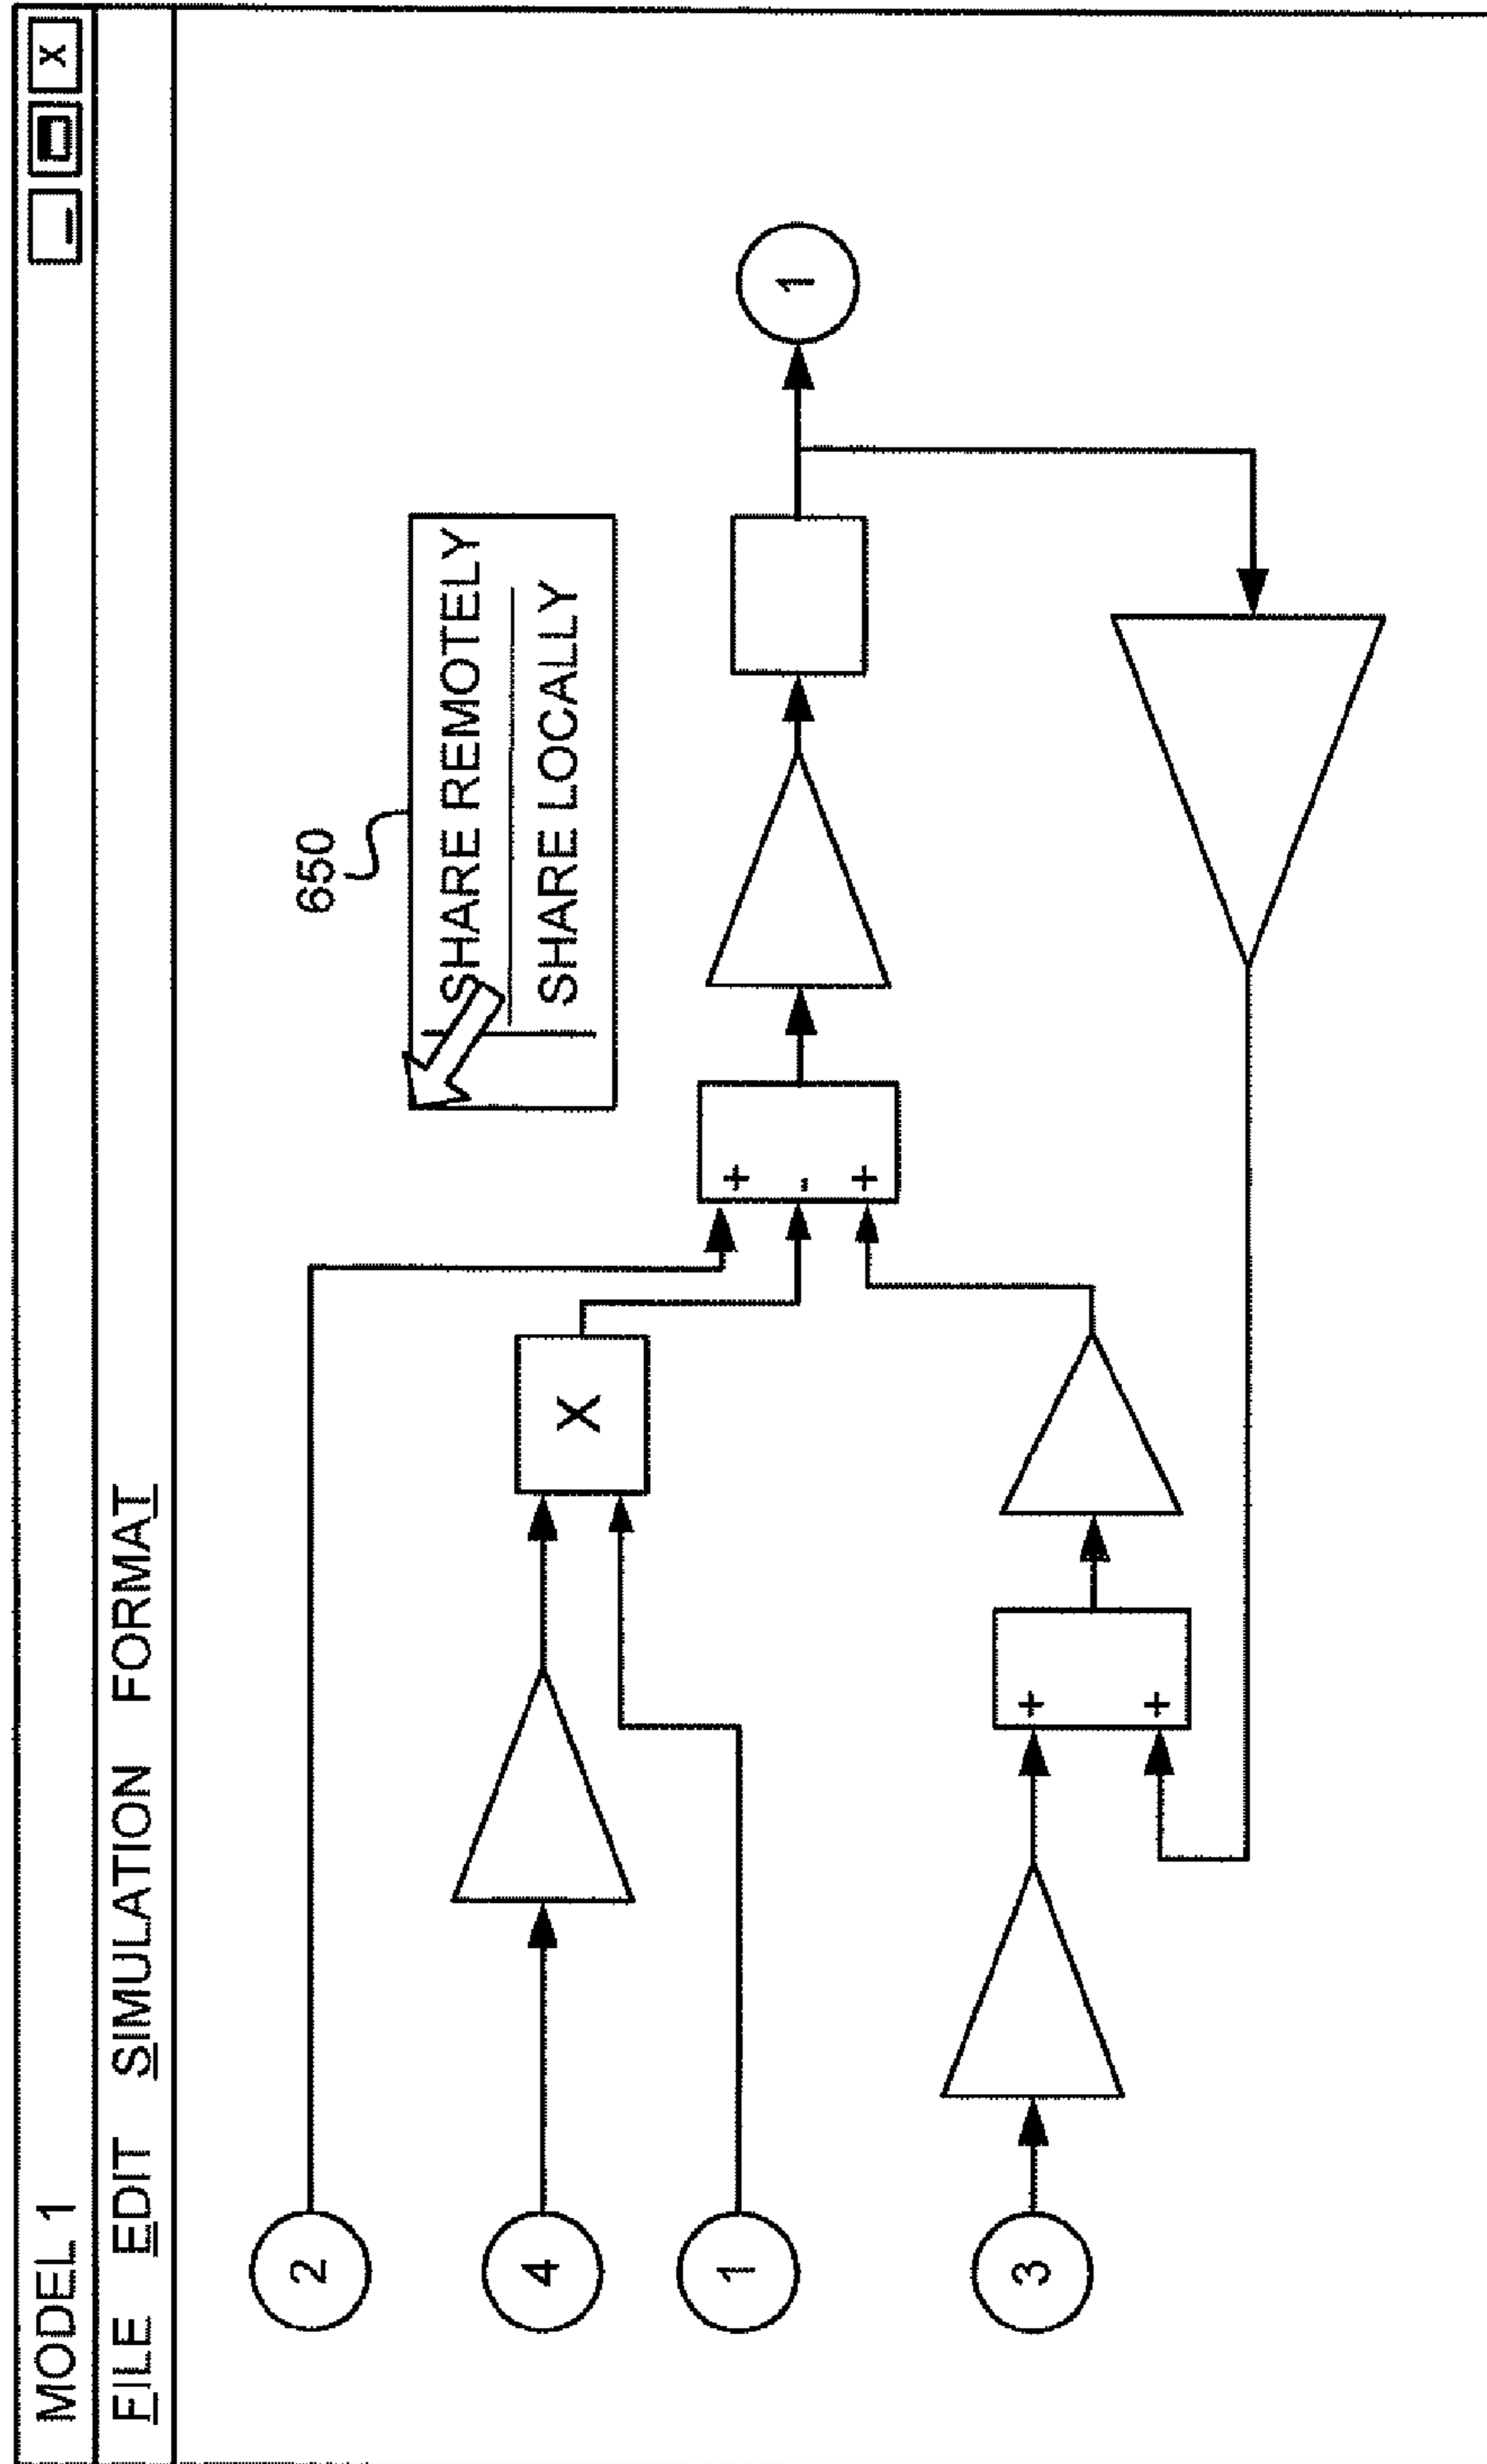 MODEL 1
_ X
FILE EDIT SIMULATION FORMAT
650
SHARE REMOTELY
SHARE LOCALLY
2
4
X
1
+
-
+
1
3
+
+